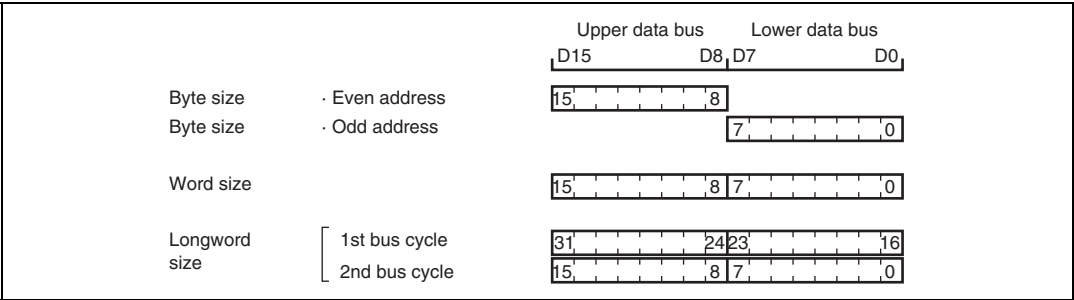 Upper data bus Lower data bus
D15 D8 D7 D0
Byte size · Even address 15 8
Byte size · Odd address 7 0
Word size 15 8 7 0
Longword size 1st bus cycle 31 24 23 16
2nd bus cycle 15 8 7 0